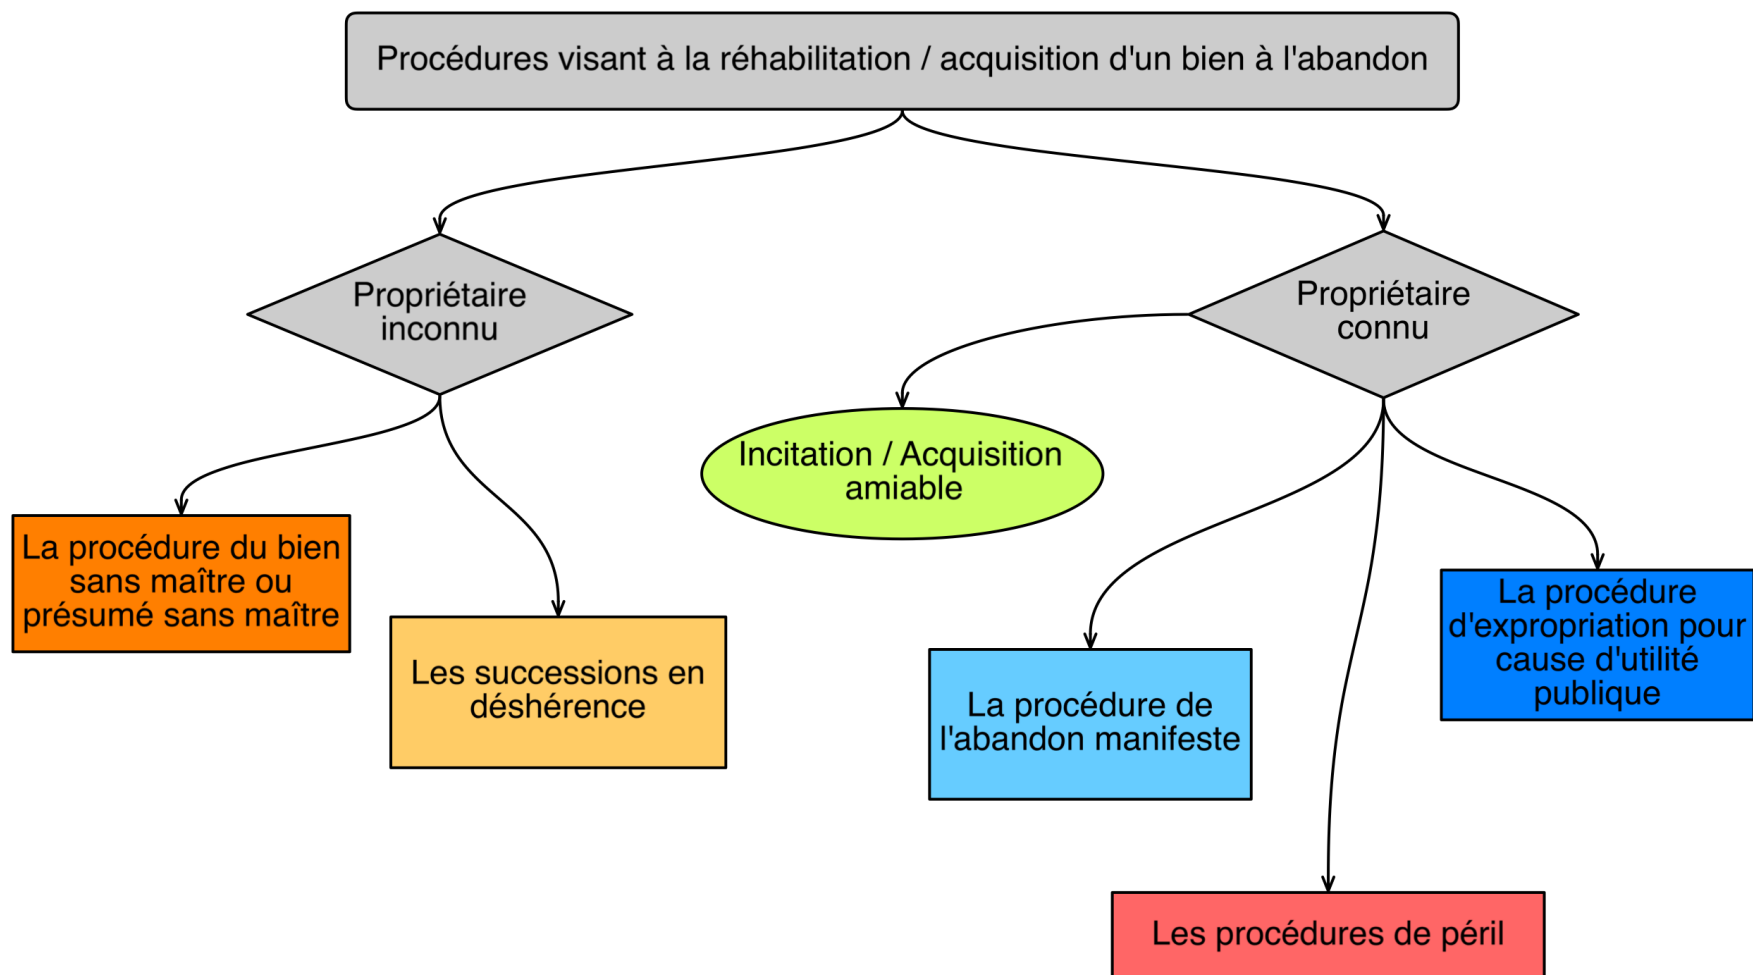 Procédures visant à la réhabilitation / acquisition d'un bien à l'abandon
Propriétaire
inconnu
Propriétaire
connu
Incitation / Acquisition
amiable
La procédure du bien
sans maître ou
présumé sans maître
Les successions en
déshérence
La procédure de
l'abandon manifeste
La procédure
d'expropriation pour
cause d'utilité
publique
Les procédures de péril